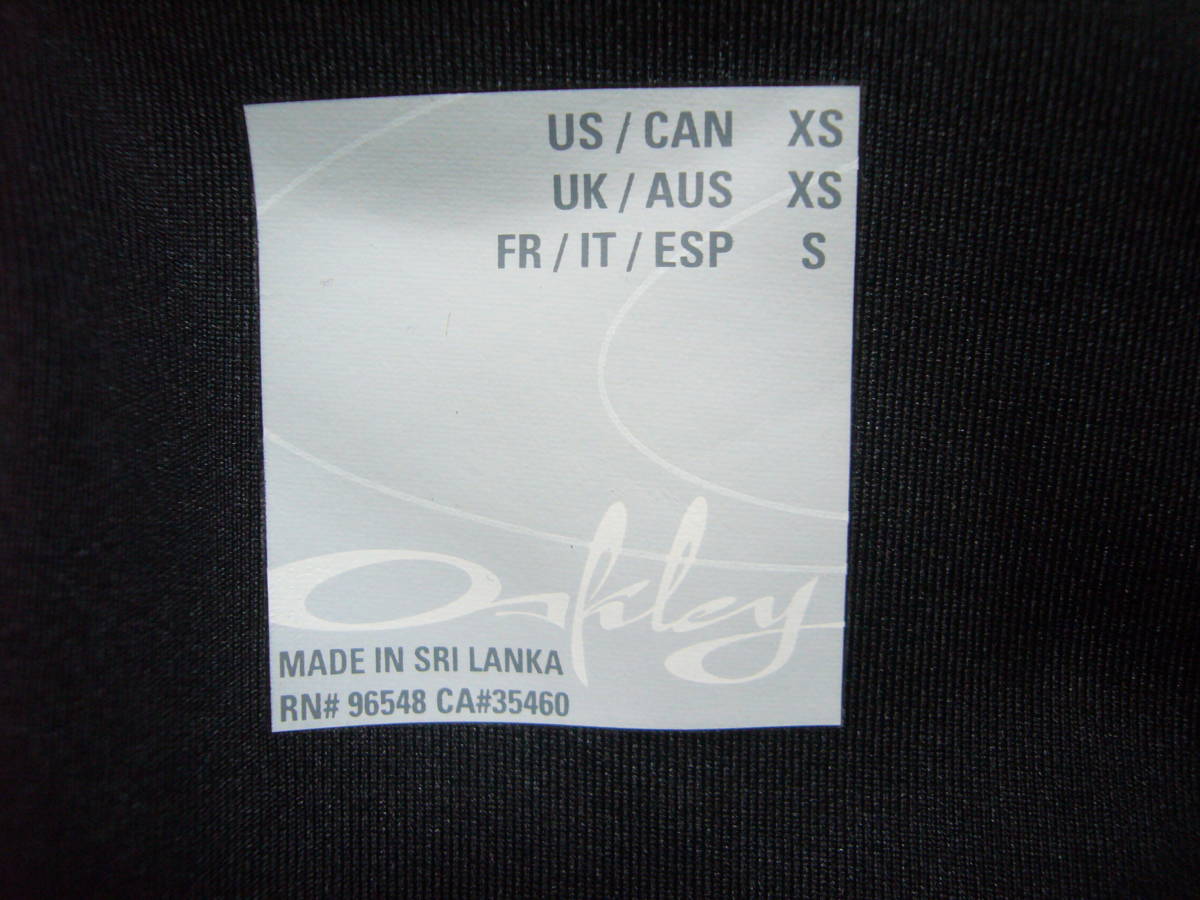 US / CAN XS
UK / AUS XS
FR / IT / ESP S
Oakley
MADE IN SRI LANKA
RN# 96548 CA#35460